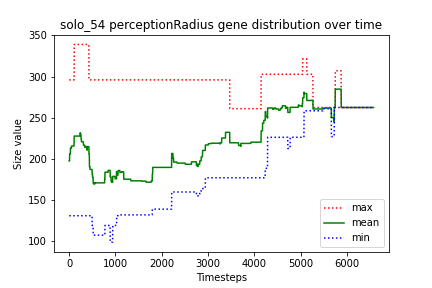 solo_54 perceptionRadius gene distribution over time
Size value
350
300
250
200
150
100
0
1000
2000
3000
4000
5000
6000
Timesteps
max
mean
min